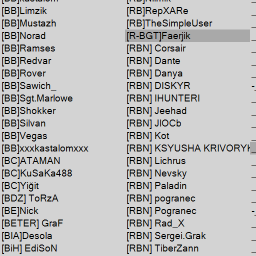 [BB]Limzik
[BB]Mustazh
[BB]Norad
[BB]Ramses
[BB]Redvar
[BB]Rover
[BB]Sawich_
[BB]Sgt.Marlowe
[BB]Shokker
[BB]Silvan
[BB]Vegas
[BB]xxxkastalomxxx
[BC]ATAMAN
[BC]KuSaKa488
[BC]Yiğit
[BDZ] ToRzA
[BE]Nick
[BETER] GraF
[BIA]Desola
[BiH] EdiSoN
[RB]RepXARe
[RB]TheSimpleUser
[R-BGT]Faerjik
[RBN] Corsair
[RBN] Dante
[RBN] Danya
[RBN] DISKYR
[RBN] IHUNTERI
[RBN] Jeehad
[RBN] JIOCb
[RBN] Kot
[RBN] KSYUSHA KRIVORYK
[RBN] Lichrus
[RBN] Nevsky
[RBN] Paladin
[RBN] pogranec
[RBN] Pogranec
[RBN] Rad_X
[RBN] Sergei.Grak
[RBN] TiberZann